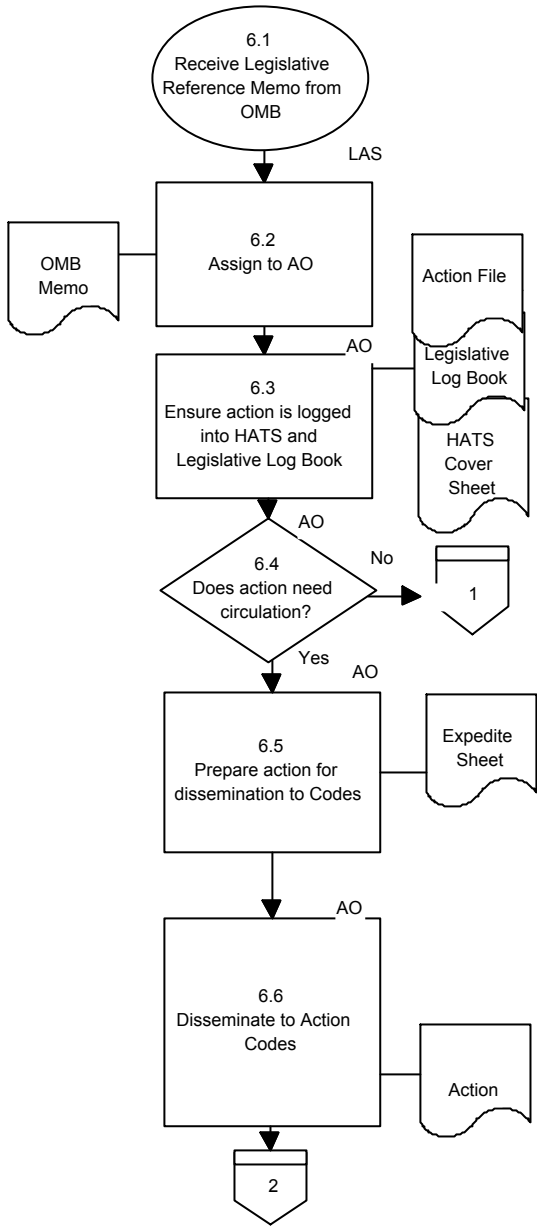 6.1
Receive Legislative
Reference Memo from
OMB
LAS
6.2
Assign to AO
OMB
Memo
Action File
AO
Legislative
Log Book
6.3
Ensure action is logged
into HATS and
Legislative Log Book
HATS
Cover
Sheet
AO
6.4
Does action need
circulation?
No
1
Yes
AO
6.5
Prepare action for
dissemination to Codes
Expedite
Sheet
AO
6.6
Disseminate to Action
Codes
Action
2